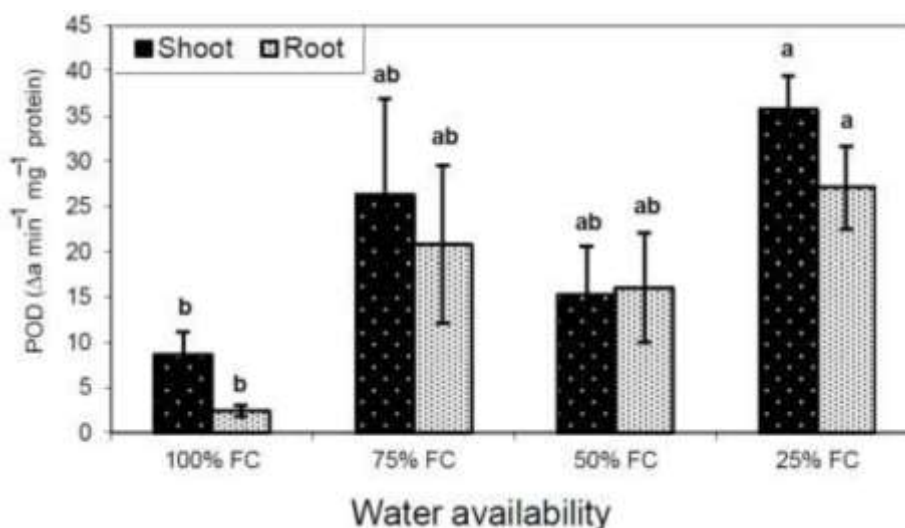 45
40
35
30
25
20
15
10
5
0
POD (Δa min⁻¹ mg⁻¹ protein)
Shoot Root
b
b
ab
ab
ab
ab
a
a
100% FC 75% FC 50% FC 25% FC
Water availability